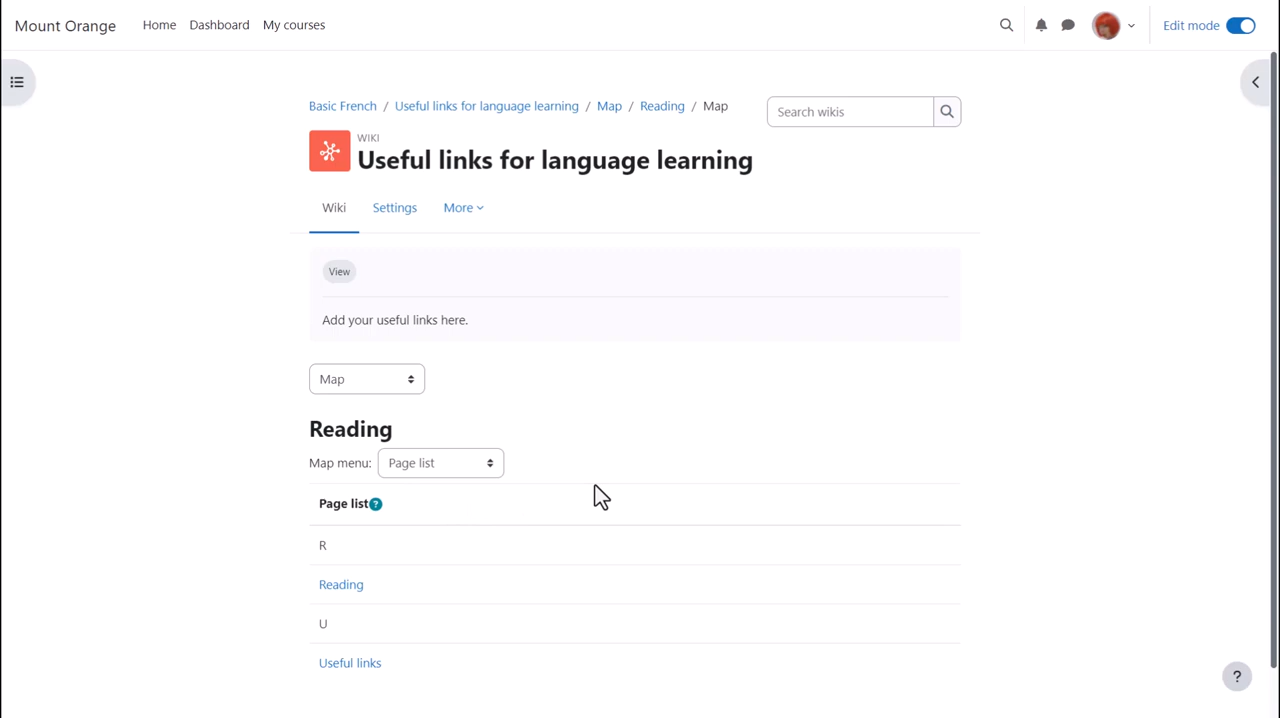 Mount Orange Home Dashboard My courses Edit mode
Basic French / Useful links for language learning / Map / Reading / Map Search wikis
WIKI
Useful links for language learning
Wiki Settings More
View
Add your useful links here.
Map
Reading
Map menu: Page list
Page list ?
R
Reading
U
Useful links
?